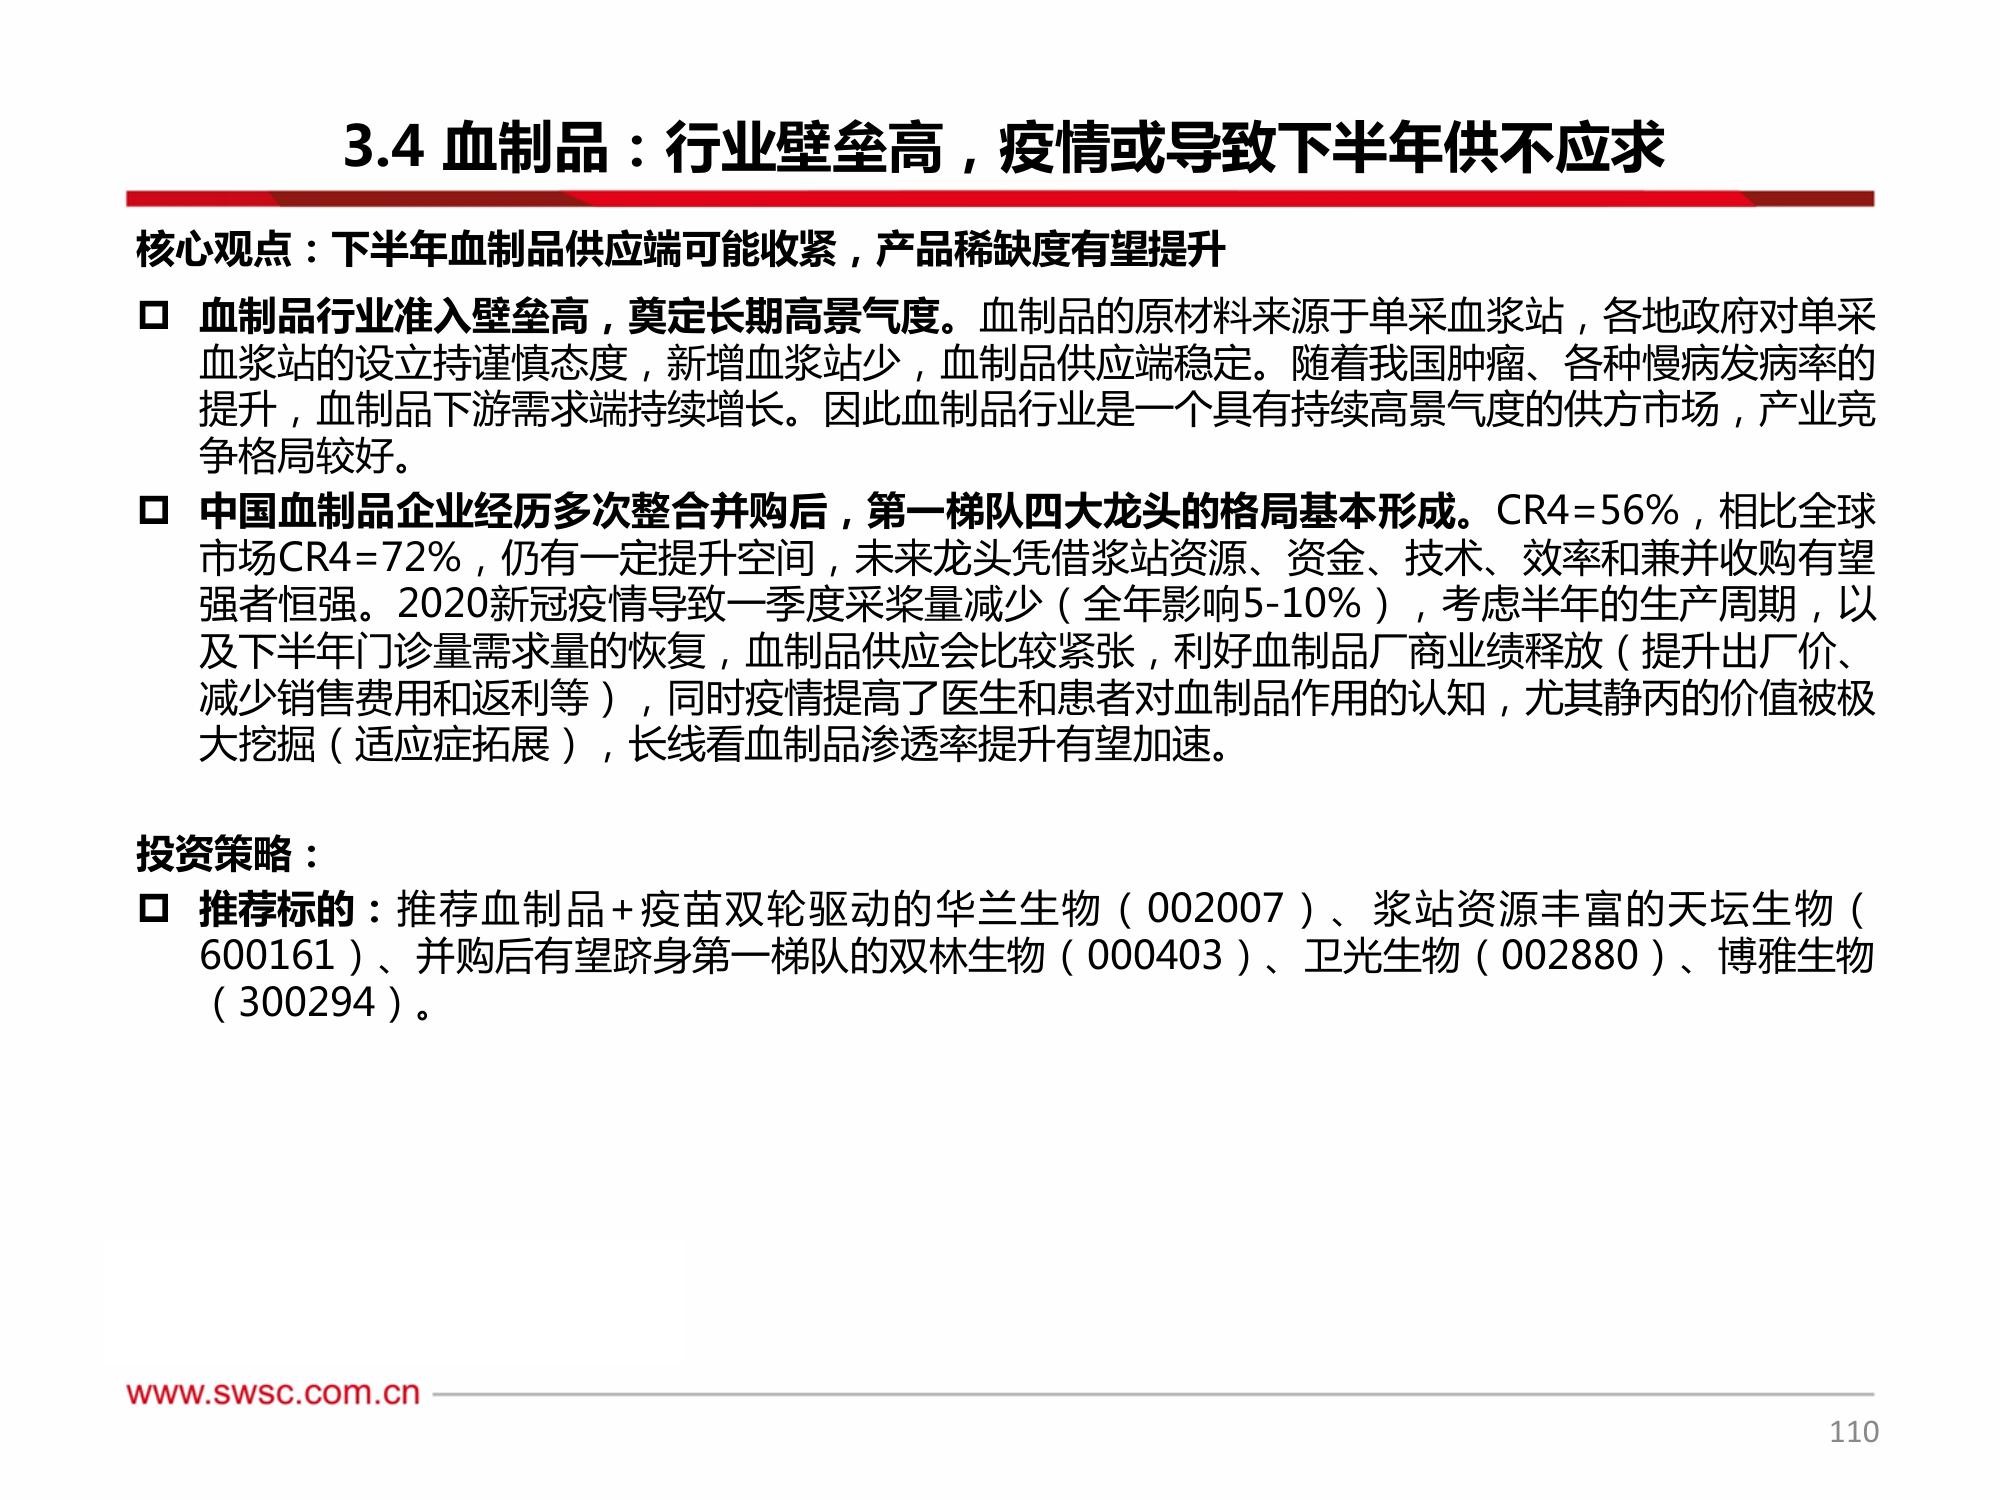 3.4 血制品：行业壁垒高，疫情或导致下半年供不应求
核心观点：下半年血制品供应端可能收紧，产品稀缺度有望提升
血制品行业准入壁垒高，奠定长期高景气度。血制品的原材料来源于单采血浆站，各地政府对单采
血浆站的设立持谨慎态度，新增血浆站少，血制品供应端稳定。随着我国肿瘤、各种慢病发病率的
提升，血制品下游需求端持续增长。因此血制品行业是一个具有持续高景气度的供方市场，产业竞
争格局较好。
中国血制品企业经历多次整合并购后，第一梯队四大龙头的格局基本形成。CR4=56%，相比全球
市场CR4=72%，仍有一定提升空间，未来龙头凭借浆站资源、资金、技术、效率和兼并收购有望
强者恒强。2020新冠疫情导致一季度采浆量减少（全年影响5-10%），考虑半年的生产周期，以
及下半年门诊量需求量的恢复，血制品供应会比较紧张，利好血制品厂商业绩释放（提升出厂价、
减少销售费用和返利等），同时疫情提高了医生和患者对血制品作用的认知，尤其静丙的价值被极
大挖掘（适应症拓展），长线看血制品渗透率提升有望加速。
投资策略：
推荐标的：推荐血制品+疫苗双轮驱动的华兰生物（002007）、浆站资源丰富的天坛生物（
600161）、并购后有望跻身第一梯队的双林生物（000403）、卫光生物（002880）、博雅生物
（300294）。
www.swsc.com.cn
110